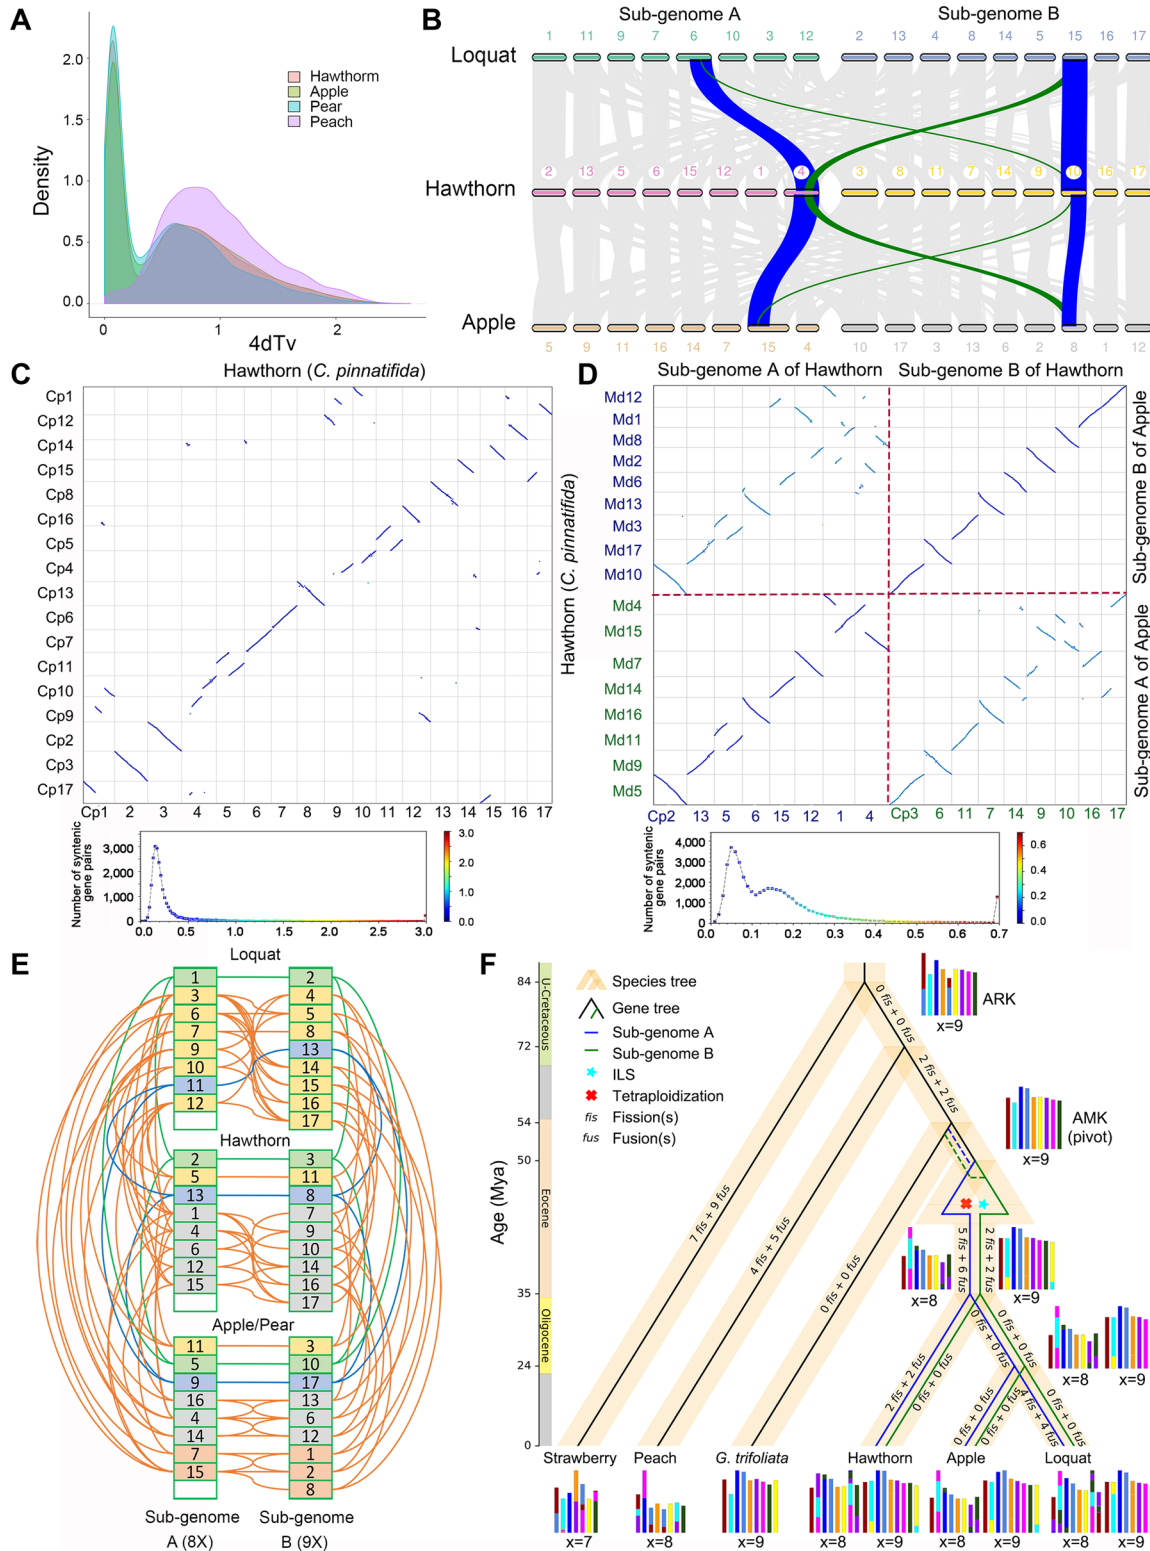 A
2.0
1.5
1.0
0.5
0.0
Density
0
1
2
4dTv
Hawthorm
Apple
Pear
Peach
B
Sub-genome A
Sub-genome B
1 11 9 7 6 10 3 12 2 13 4 8 14 5 15 16 17
Loquat
2 13 5 6 15 12 1 4 3 8 11 7 14 9 10 16 17
Hawthorn
Apple
5 9 11 16 14 7 15 4 10 17 3 13 6 2 8 1 12
C
Hawthorn (C. pinnatifida)
Cp1
Cp12
Cp14
Cp15
Cp8
Cp16
Cp5
Cp4
Cp13
Cp6
Cp7
Cp11
Cp10
Cp9
Cp2
Cp3
Cp17
Hawthorn (C. pinnatifida)
Cp1 2 3 4 5 6 7 8 9 10 11 12 13 14 15 16 17
Number of syntenic
gene pairs
3,000
2,000
1,000
0
0.0 0.5 1.0 1.5 2.0 2.5 3.0
3.0
2.0
1.0
0.0
D
Sub-genome A of Hawthorn
Sub-genome B of Hawthorn
Md12
Md1
Md8
Md2
Md6
Md13
Md3
Md17
Md10
Md4
Md15
Md7
Md14
Md16
Md11
Md9
Md5
Sub-genome B of Apple
Sub-genome A of Apple
Cp2 13 5 6 15 12 1 4 Cp3 6 11 7 14 9 10 16 17
Number of syntenic
gene pairs
4,000
3,000
2,000
1,000
0
0.0 0.1 0.2 0.3 0.4 0.5 0.6 0.7
0.6
0.4
0.2
0.0
E
Loquat
1 2
3 4
6 5
7 8
9 13
10 14
11 15
12 16
17
Hawthorn
2 3
5 11
13 8
1 7
4 9
6 10
12 14
15 16
17
Apple/Pear
11 3
5 10
9 17
16 13
4 6
14 12
7 1
15 2
8
Sub-genome
A (8X)
Sub-genome
B (9X)
F
Age (Mya)
84
72
54
50
35
24
0
U-Cretaceous
Eocene
Oligocene
Species tree
Gene tree
Sub-genome A
Sub-genome B
ILS
Tetraploidization
fis Fission(s)
fus Fusion(s)
0 fis + 0 fus
2 fis + 2 fus
7 fis + 9 fus
4 fis + 5 fus
0 fis + 0 fus
5 fis + 6 fus
2 fis + 2 fus
2 fis + 2 fus
0 fis + 0 fus
0 fis + 0 fus
0 fis + 0 fus
0 fis + 0 fus
0 fis + 0 fus
4 fis + 4 fus
0 fis + 0 fus
ARK
x=9
AMK
(pivot)
x=9
x=8
x=9
x=8
x=9
Strawberry
Peach
G. trifoliata
Hawthorn
Apple
Loquat
x=7
x=8
x=9
x=8
x=9
x=8
x=9
x=8
x=9